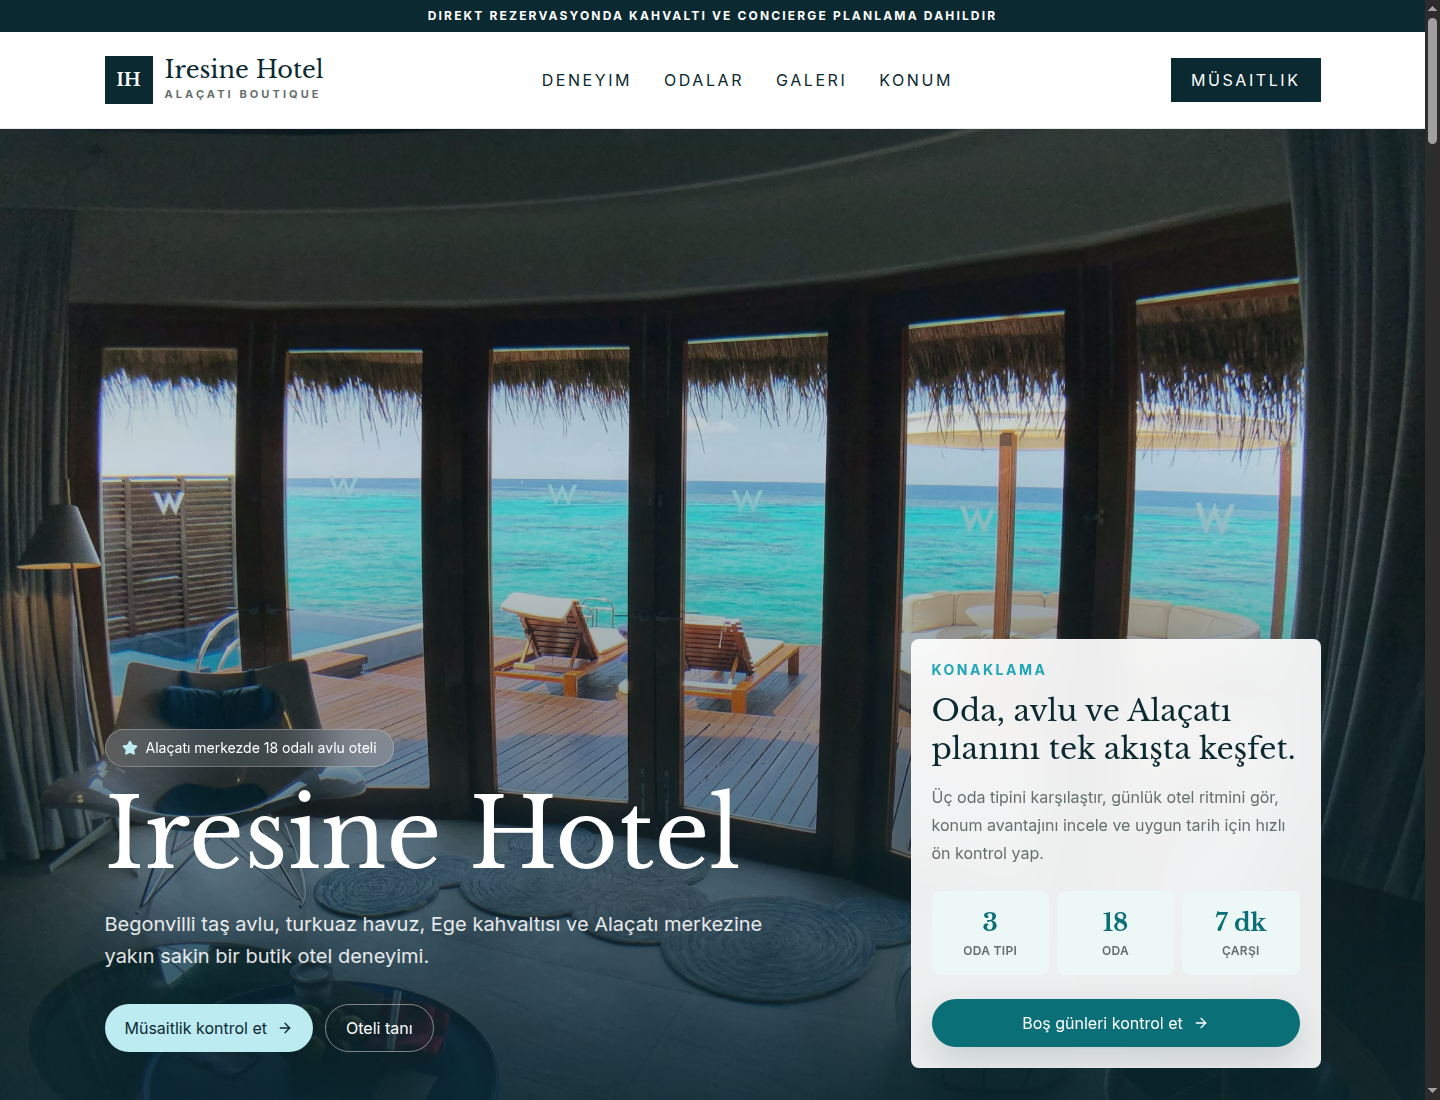 DIREKT REZERVASYONDA KAHVALTI VE CONCIERGE PLANLAMA DAHILDIR
IH
Iresine Hotel
ALAÇATI BOUTIQUE
DENEYIM
ODALAR
GALERI
KONUM
MÜSAITLIK
W
W
W
W
W
W
Alaçatı merkezde 18 odalı avlu oteli
Iresine Hotel
Begonvilli taş avlu, turkuaz havuz, Ege kahvaltısı ve Alaçatı merkezine
yakın sakin bir butik otel deneyimi.
Müsaitlik kontrol et
Oteli tanı
KONAKLAMA
Oda, avlu ve Alaçatı
planını tek akışta keşfet.
Üç oda tipini karşılaştır, günlük otel ritmini gör,
konum avantajını incele ve uygun tarih için hızlı
ön kontrol yap.
3
ODA TIPI
18
ODA
7 dk
ÇARŞI
Boş günleri kontrol et